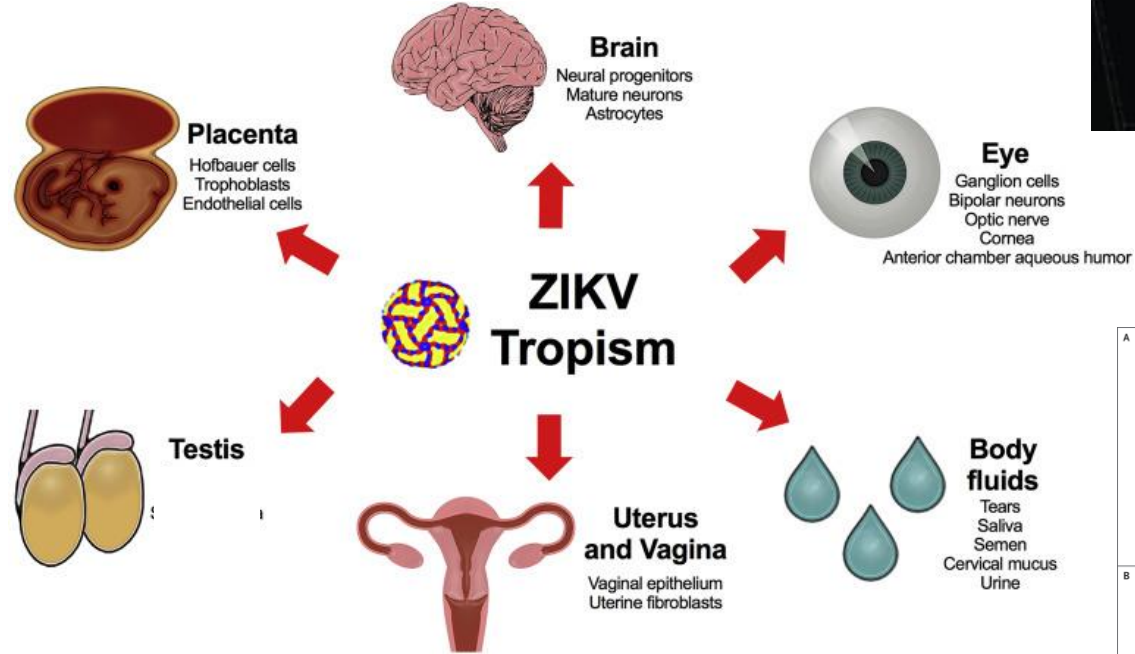 Brain
Neural progenitors
Mature neurons
Astrocytes
Placenta
Hofbauer cells
Trophoblasts
Endothelial cells
Eye
Ganglion cells
Bipolar neurons
Optic nerve
Cornea
Anterior chamber aqueous humor
ZIKV
Tropism
Testis
Uterus
and Vagina
Vaginal epithelium
Uterine fibroblasts
Body
fluids
Tears
Saliva
Semen
Cervical mucus
Urine
A
B